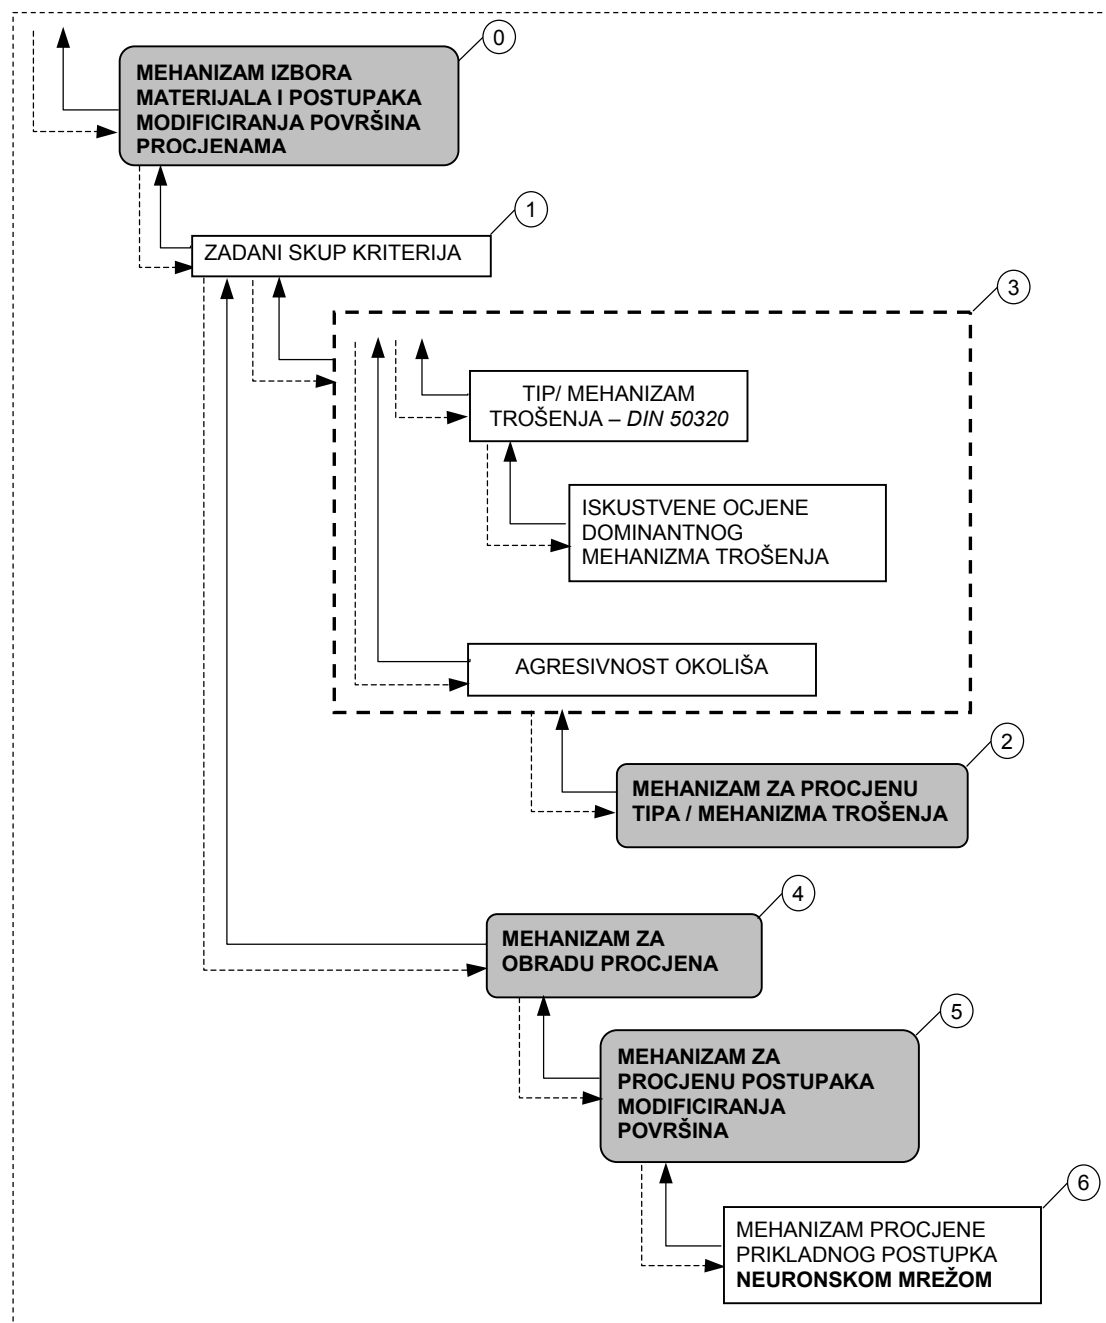 0
MEHANIZAM IZBORA
MATERIJALA I POSTUPAKA
MODIFICIRANJA POVRŠINA
PROCJENAMA
1
ZADANI SKUP KRITERIJA
3
TIP/ MEHANIZAM
TROŠENJA – DIN 50320
ISKUSTVENE OCJENE
DOMINANTNOG
MEHANIZMA TROŠENJA
AGRESIVNOST OKOLIŠA
2
MEHANIZAM ZA PROCJENU
TIPA / MEHANIZMA TROŠENJA
4
MEHANIZAM ZA
OBRADU PROCJENA
5
MEHANIZAM ZA
PROCJENU POSTUPAKA
MODIFICIRANJA
POVRŠINA
6
MEHANIZAM PROCJENE
PRIKLADNOG POSTUPKA
NEURONSKOM MREŽOM